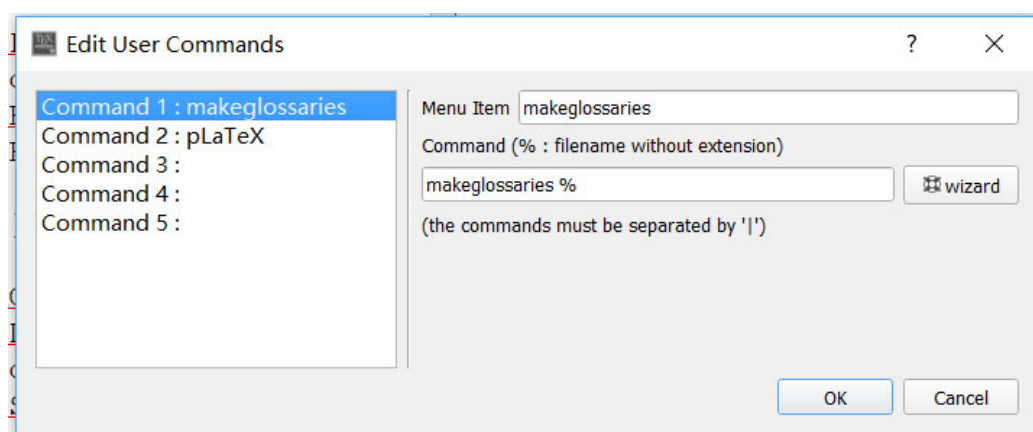 Edit User Commands
?
Command 1 : makeglossaries
Command 2 : pLaTeX
Command 3 :
Command 4 :
Command 5 :
Menu Item makeglossaries
Command (% : filename without extension)
makeglossaries %
wizard
(the commands must be separated by '|')
OK
Cancel